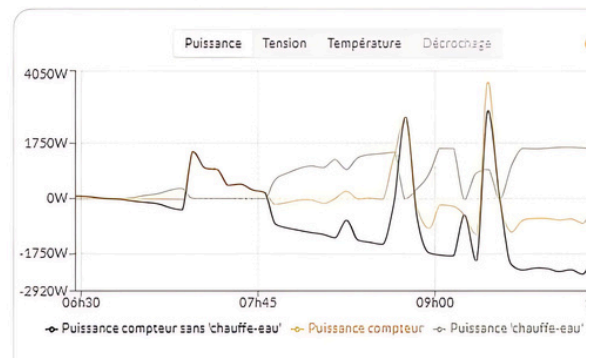 Puissance Tension Température Décrochage
4050W
1750W
0W
-1750W
-2920W
06h30 07h45 09h00
Puissance compteur sans 'chauffe-eau' Puissance compteur Puissance 'chauffe-eau'